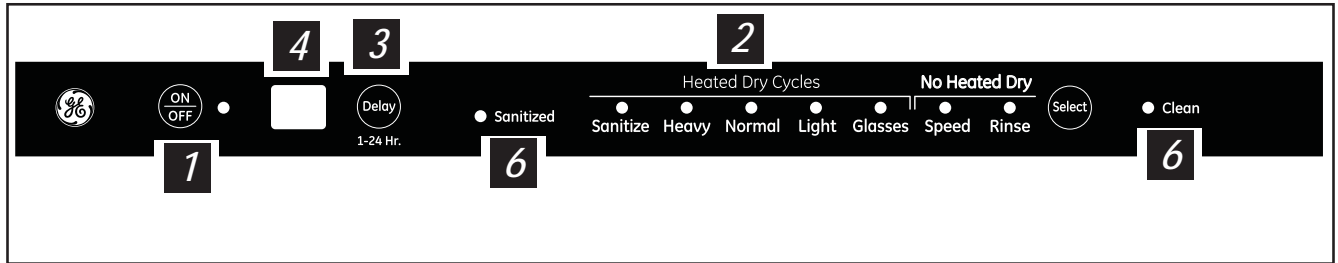 4
3
2
Heated Dry Cycles
No Heated Dry
GE
ON
OFF
Delay
1-24 Hr.
Sanitized
Sanitize Heavy Normal Light Glasses Speed Rinse
Select
Clean
1
6
6